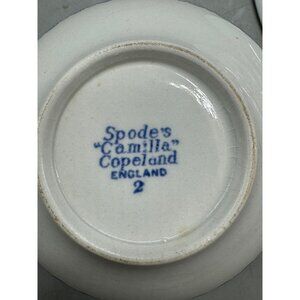 Spode's
"Camilla"
Copeland
ENGLAND
2